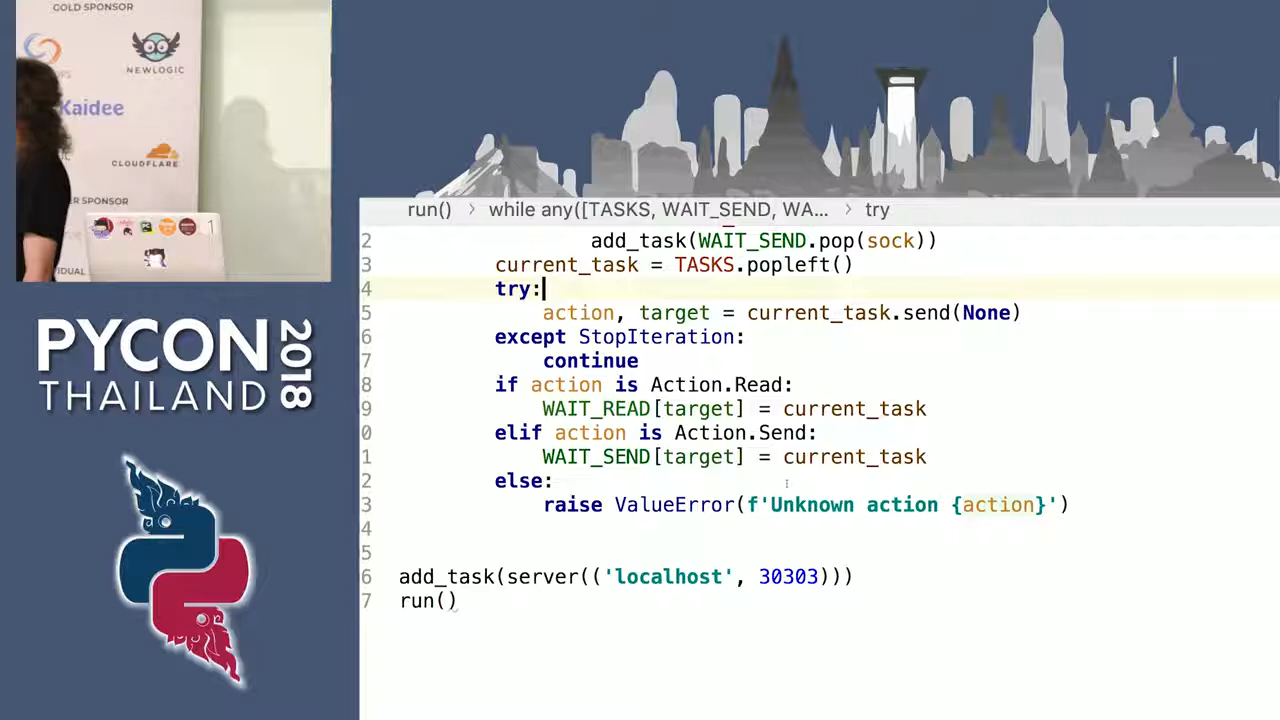 GOLD SPONSOR
NEWLOGIC
Kaidee
CLOUDFLARE
SPONSOR
PYCON
THAILAND
2018
run() > while any([TASKS, WAIT_SEND, WA... > try
2 add_task(WAIT_SEND.pop(sock))
3 current_task = TASKS.popleft()
4 try:
5 action, target = current_task.send(None)
6 except StopIteration:
7 continue
8 if action is Action.Read:
9 WAIT_READ[target] = current_task
0 elif action is Action.Send:
1 WAIT_SEND[target] = current_task
2 else:
3 raise ValueError(f'Unknown action {action}')
4
5
6 add_task(server(('localhost', 30303)))
7 run()